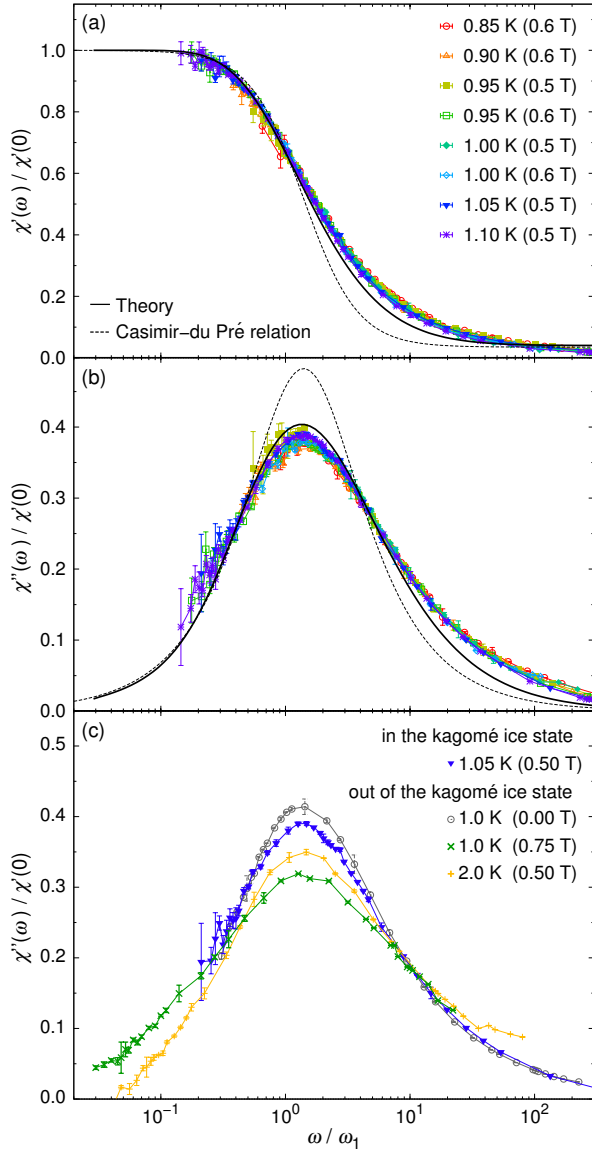 (a)
0.85 K (0.6 T)
0.90 K (0.6 T)
0.95 K (0.5 T)
0.95 K (0.6 T)
1.00 K (0.5 T)
1.00 K (0.6 T)
1.05 K (0.5 T)
1.10 K (0.5 T)
1.0
0.8
0.6
0.4
0.2
0.0
χ'(ω) / χ'(0)
Theory
Casimir−du Pré relation
(b)
0.4
0.3
0.2
0.1
0.0
χ''(ω) / χ'(0)
(c)
in the kagomé ice state
1.05 K (0.50 T)
out of the kagomé ice state
1.0 K (0.00 T)
1.0 K (0.75 T)
2.0 K (0.50 T)
0.5
0.4
0.3
0.2
0.1
0.0
χ''(ω) / χ'(0)
10⁻¹ 10⁰ 10¹ 10²
ω / ω₁